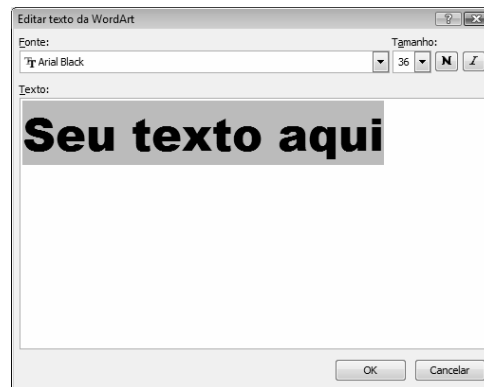 Editar texto da WordArt
Fonte: Tamanho:
Arial Black 36 N I
Texto:
Seu texto aqui
OK Cancelar